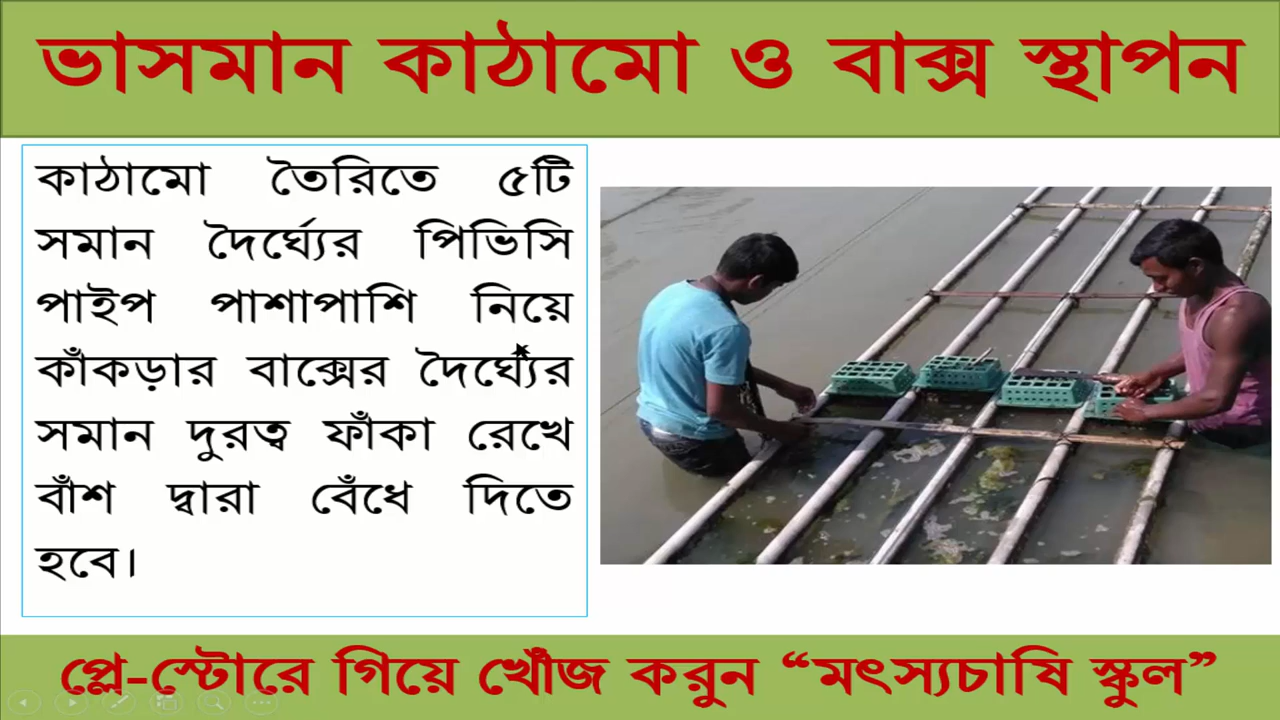 ভাসমান কাঠামো ও বাক্স স্থাপন
কাঠামো তৈরিতে ৫টি
সমান দৈর্ঘ্যের পিভিসি
পাইপ পাশাপাশি নিয়ে
কাঁকড়ার বাক্সের দৈর্ঘ্যের
সমান দুরত্ব ফাঁকা রেখে
বাঁশ দ্বারা বেঁধে দিতে
হবে।
প্লে-স্টোরে গিয়ে খোঁজ করুন “মৎস্যচাষি স্কুল”